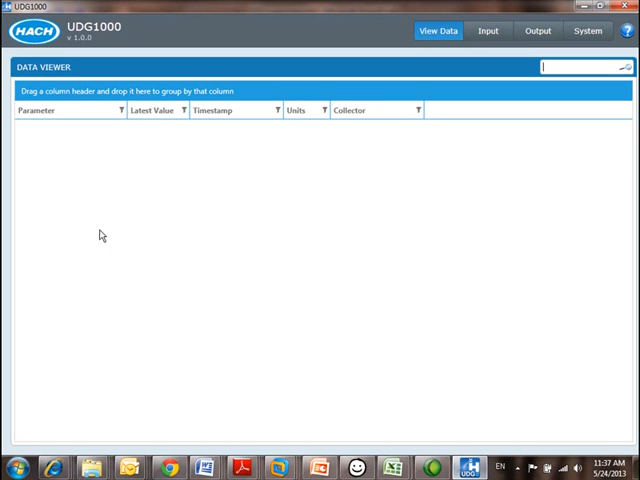 UDG1000
HACH
UDG1000
v 1.0.0
View Data Input Output System ?
DATA VIEWER
Drag a column header and drop it here to group by that column
Parameter Latest Value Timestamp Units Collector
EN
11:37 AM
5/24/2013
UDG